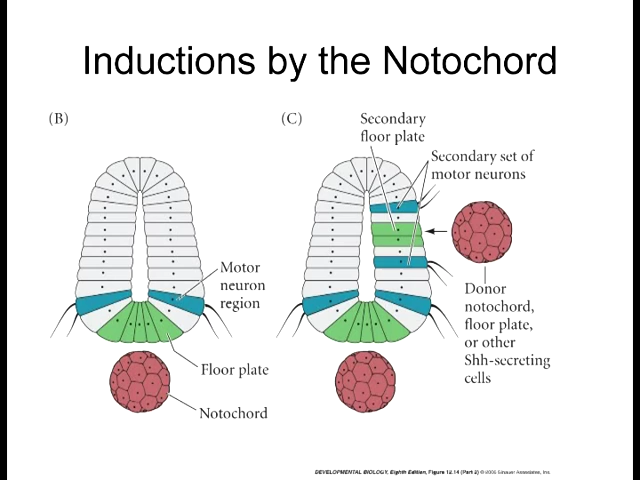 Inductions by the Notochord
(B)
(C)
Secondary
floor plate
Secondary set of
motor neurons
Motor
neuron
region
Donor
notochord,
floor plate,
or other
Shh-secreting
cells
Floor plate
Notochord
DEVELOPMENTAL BIOLOGY, Eighth Edition, Figure 12.14 (Part 2) © 2006 Sinauer Associates, Inc.